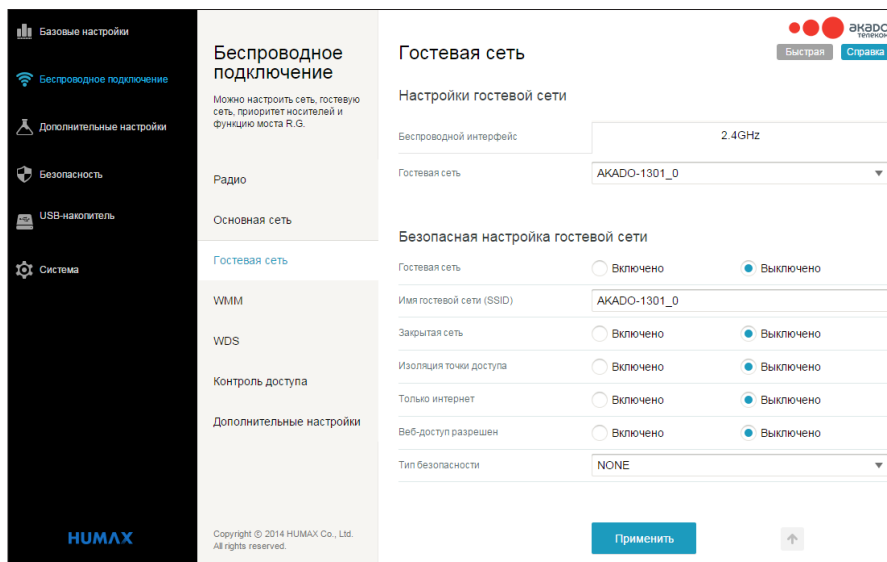 Базовые настройки
Беспроводное подключение
Дополнительные настройки
Безопасность
USB-накопитель
Система
HUMAX
Беспроводное
подключение
Можно настроить сеть, гостевую
сеть, приоритет носителей и
функцию моста R.G.
Радио
Основная сеть
Гостевая сеть
WMM
WDS
Контроль доступа
Дополнительные настройки
Copyright © 2014 HUMAX Co., Ltd.
All rights reserved.
Гостевая сеть
акадо
телеком
Быстрая Справка
Настройки гостевой сети
Беспроводной интерфейс 2.4GHz
Гостевая сеть AKADO-1301_0
Безопасная настройка гостевой сети
Гостевая сеть Включено Выключено
Имя гостевой сети (SSID) AKADO-1301_0
Закрытая сеть Включено Выключено
Изоляция точки доступа Включено Выключено
Только интернет Включено Выключено
Веб-доступ разрешен Включено Выключено
Тип безопасности NONE
Применить